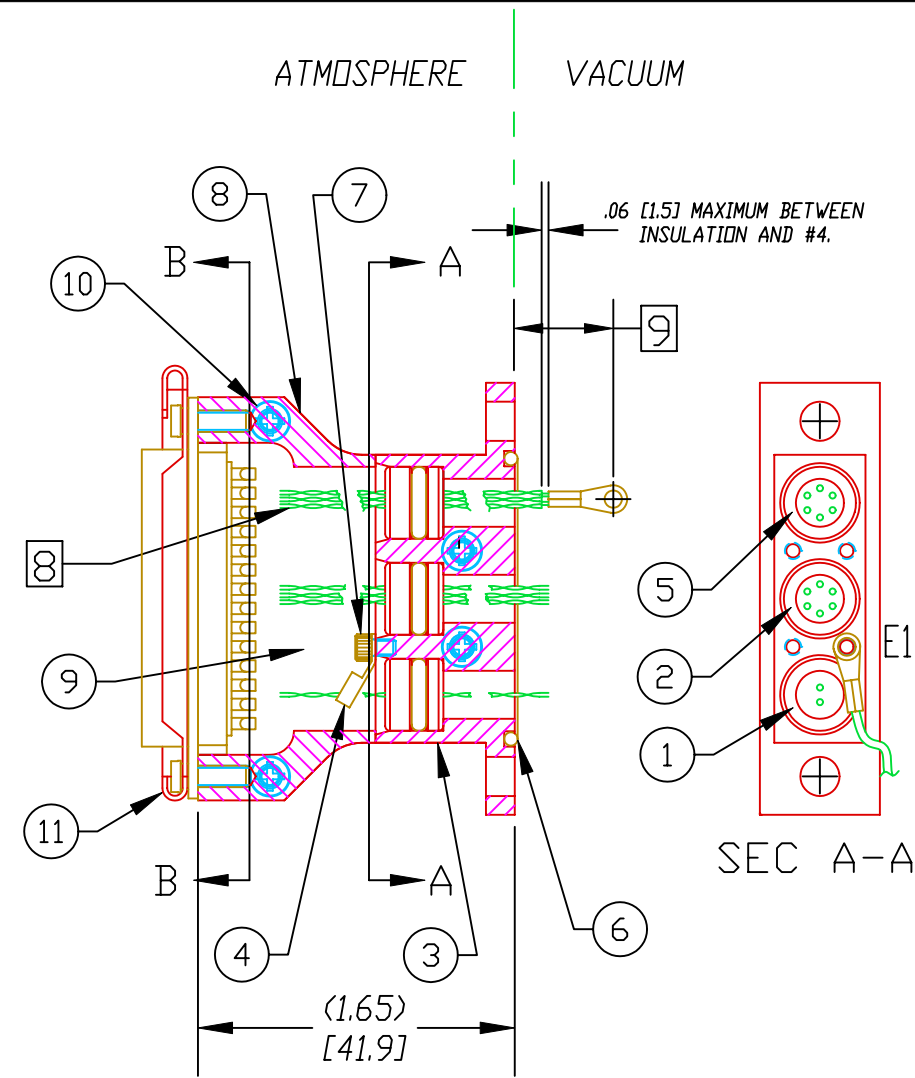 ATMOSPHERE VACUUM
8 7
.06 [1.5] MAXIMUM BETWEEN
INSULATION AND #4.
B A
10
9
8
5
2
E1
9
1
11
SEC A-A
B A
4 3 6
(1.65)
[41.9]